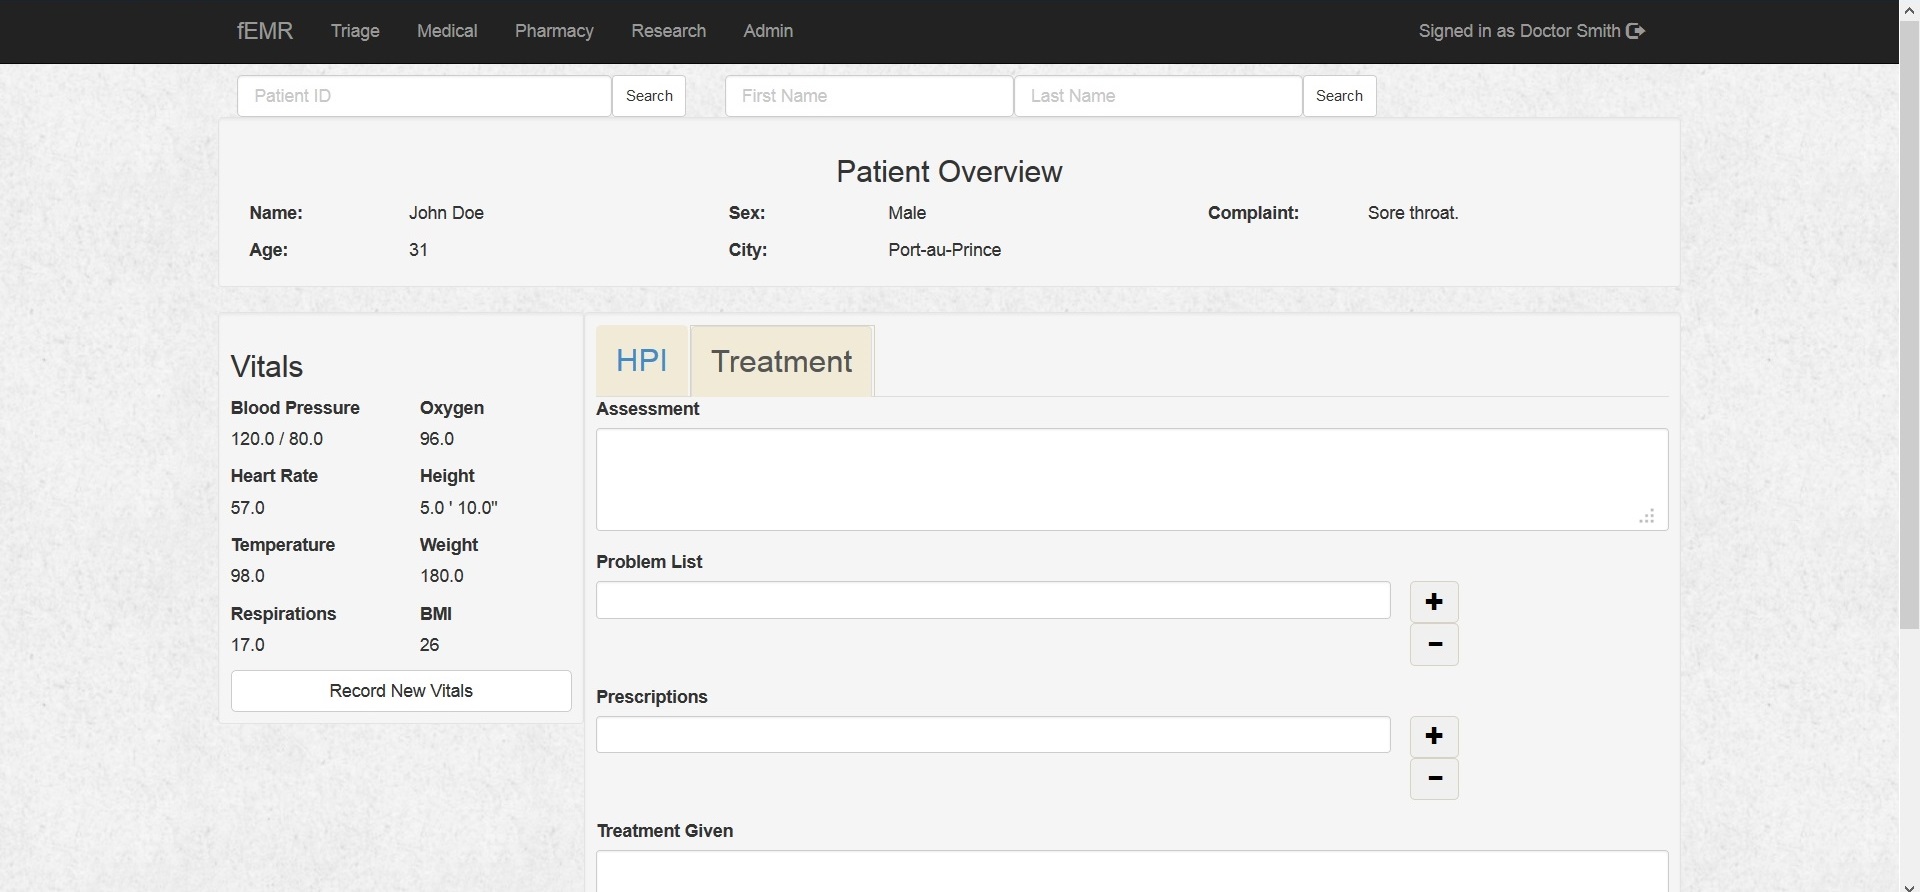 fEMR Triage Medical Pharmacy Research Admin Signed in as Doctor Smith
Patient ID Search First Name Last Name Search
Patient Overview
Name: John Doe Sex: Male Complaint: Sore throat.
Age: 31 City: Port-au-Prince
Vitals
Blood Pressure Oxygen
120.0 / 80.0 96.0
Heart Rate Height
57.0 5.0 ' 10.0"
Temperature Weight
98.0 180.0
Respirations BMI
17.0 26
Record New Vitals
HPI Treatment
Assessment
Problem List
Prescriptions
Treatment Given